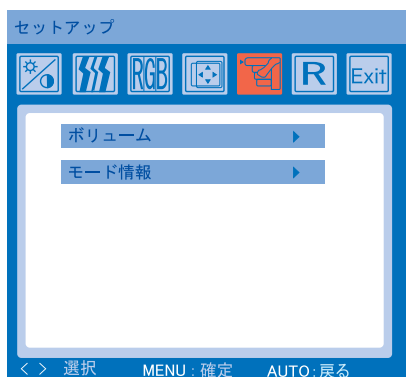 セットアップ
RGB R Exit
ボリューム
モード情報
< > 選択 MENU : 確定 AUTO : 戻る